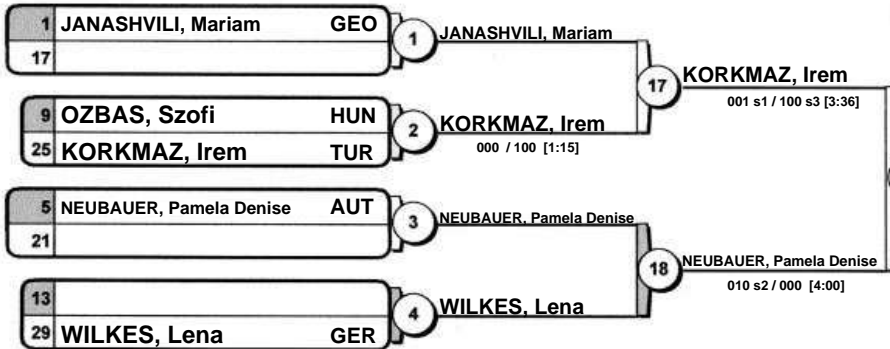 1 JANASHVILI, Mariam GEO
17
1
JANASHVILI, Mariam
9 OZBAS, Szofi HUN
25 KORKMAZ, Irem TUR
2
KORKMAZ, Irem
000 / 100 [1:15]
17
KORKMAZ, Irem
001 s1 / 100 s3 [3:36]
5 NEUBAUER, Pamela Denise AUT
21
3
NEUBAUER, Pamela Denise
13
29 WILKES, Lena GER
4
WILKES, Lena
18
NEUBAUER, Pamela Denise
010 s2 / 000 [4:00]